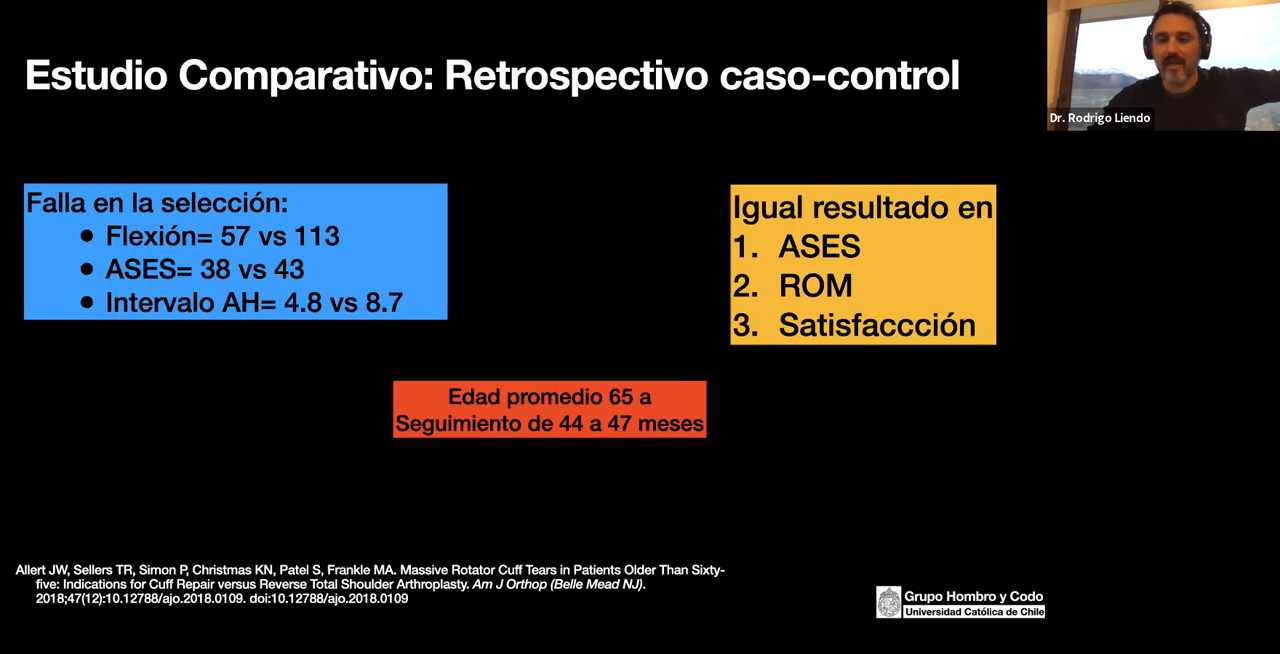 Estudio Comparativo: Retrospectivo caso-control
Dr. Rodrigo Liendo
Falla en la selección:
• Flexión= 57 vs 113
• ASES= 38 vs 43
• Intervalo AH= 4.8 vs 8.7
Igual resultado en
1. ASES
2. ROM
3. Satisfaccción
Edad promedio 65 a
Seguimiento de 44 a 47 meses
Allert JW, Sellers TR, Simon P, Christmas KN, Patel S, Frankle MA. Massive Rotator Cuff Tears in Patients Older Than Sixty-
five: Indications for Cuff Repair versus Reverse Total Shoulder Arthroplasty. Am J Orthop (Belle Mead NJ).
2018;47(12):10.12788/ajo.2018.0109. doi:10.12788/ajo.2018.0109
Grupo Hombro y Codo
Universidad Católica de Chile